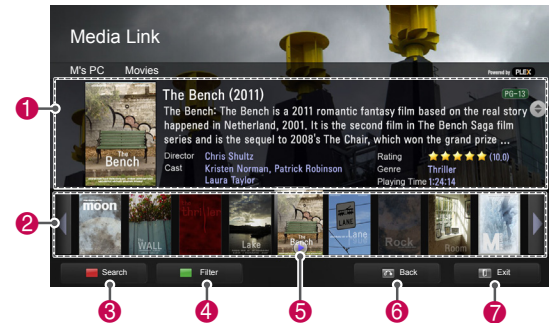 Media Link
M's PC Movies
Powered by PLEX
1
The Bench (2011) PG-13
The Bench: The Bench is a 2011 romantic fantasy film based on the real story
happened in Netherland, 2001. It is the second film in The Bench Saga film
series and is the sequel to 2008's The Chair, which won the grand prize ...
Director Chris Shultz Rating (10.0)
Cast Kristen Norman, Patrick Robinson Genre Thriller
Laura Taylor Playing Time 1:24:14
The
Bench
2
moon
WALL
thriller
Lake
The
Bench
LANE
Lane
Rock
Room
M
Search Filter Back Exit
3 4 5 6 7